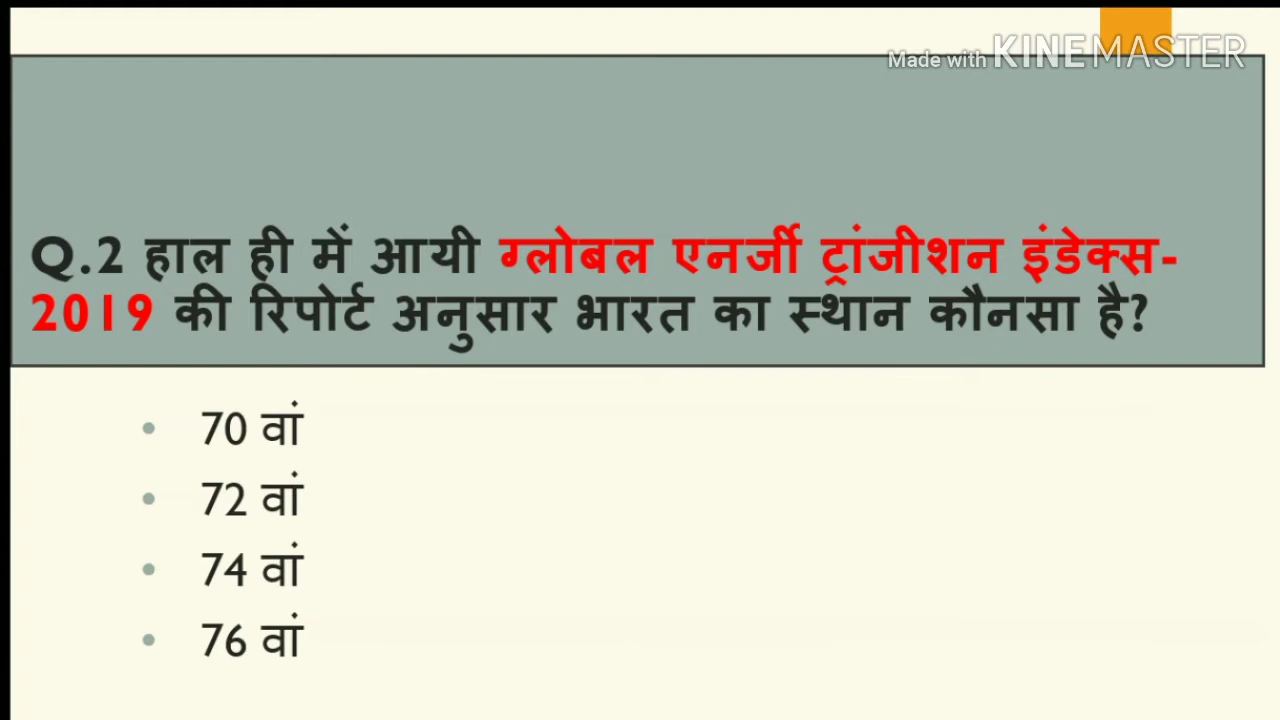 Made with KINEMASTER
Q.2 हाल ही में आयी ग्लोबल एनर्जी ट्रांजीशन इंडेक्स-
2019 की रिपोर्ट अनुसार भारत का स्थान कौनसा है?
• 70 वां
• 72 वां
• 74 वां
• 76 वां